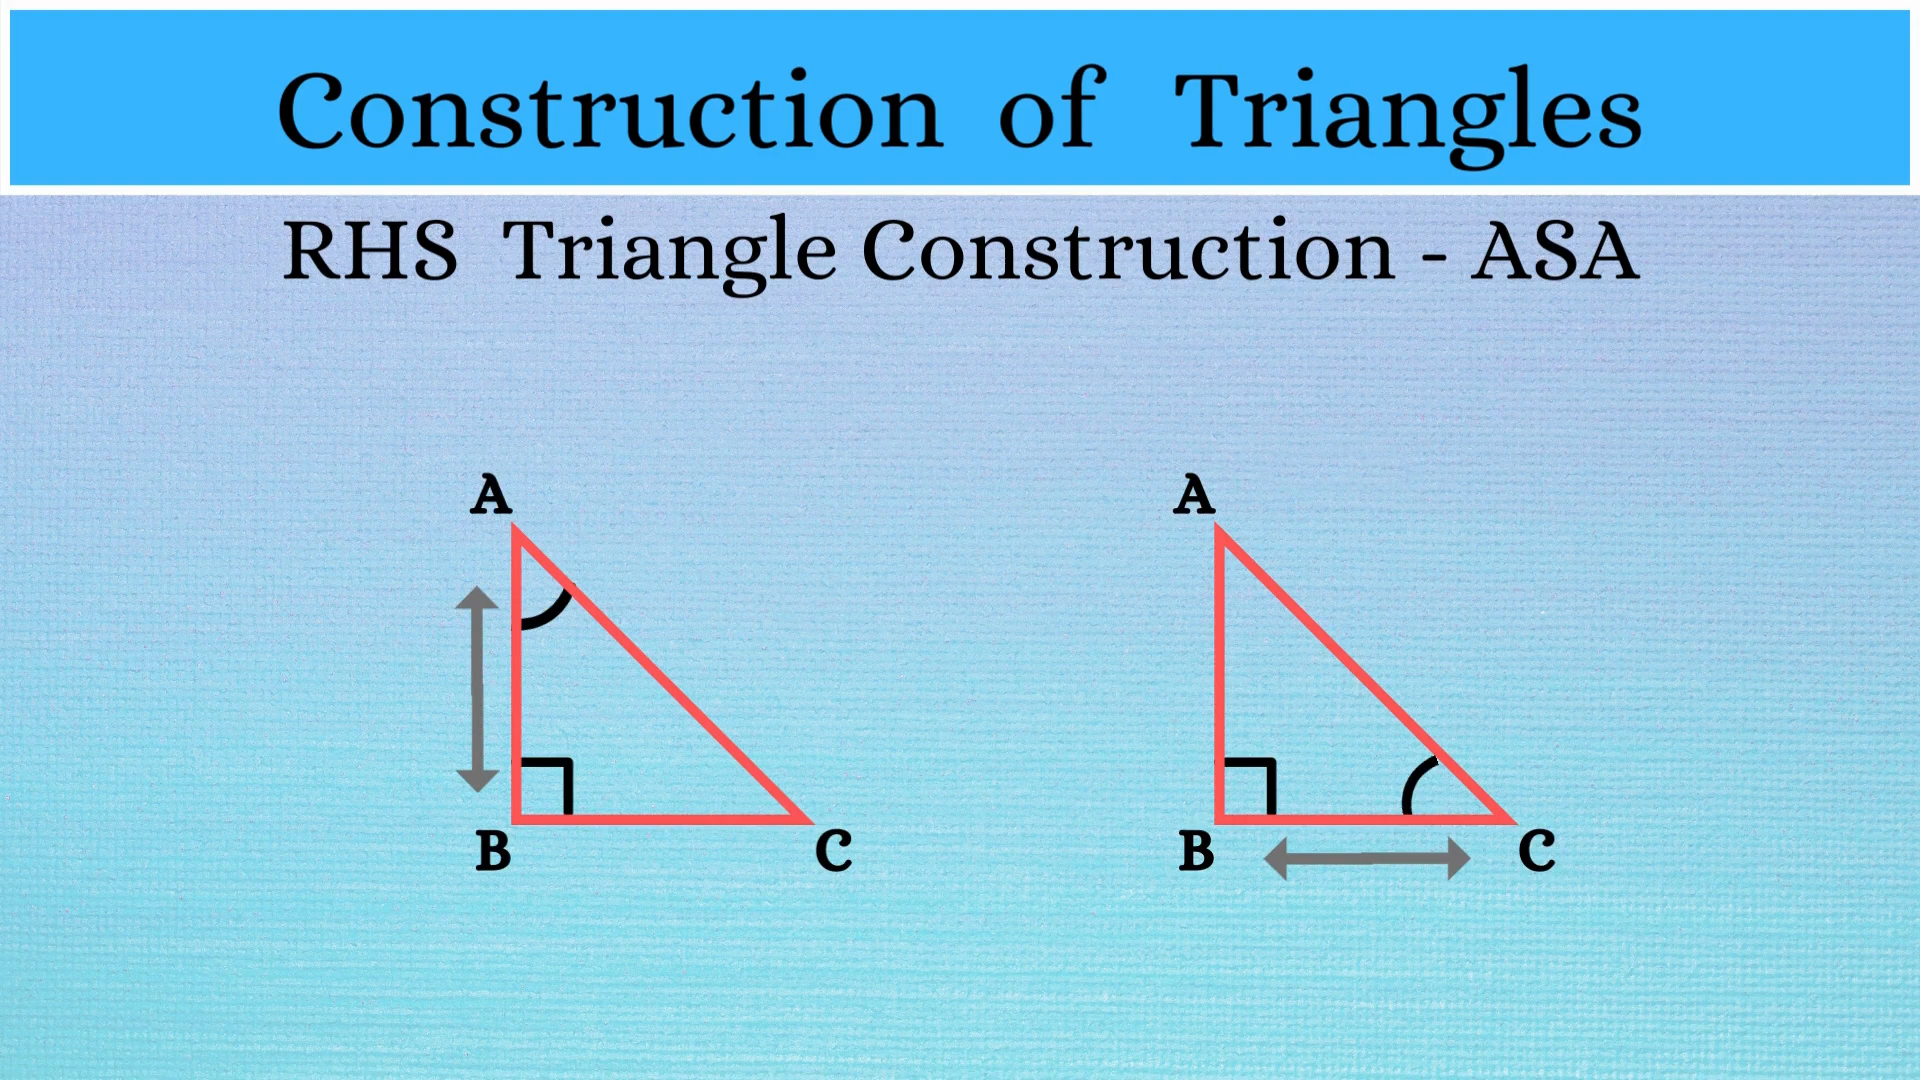 Construction of Triangles
RHS Triangle Construction - ASA
A
A
B
C
B
C